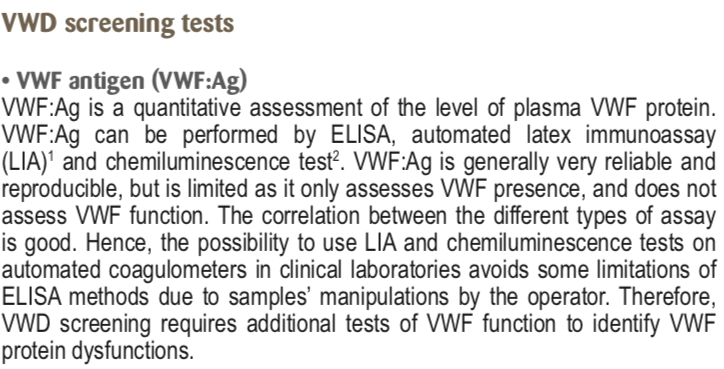 VWD screening tests
• VWF antigen (VWF:Ag)
VWF:Ag is a quantitative assessment of the level of plasma VWF protein.
VWF:Ag can be performed by ELISA, automated latex immunoassay
(LIA)¹ and chemiluminescence test². VWF:Ag is generally very reliable and
reproducible, but is limited as it only assesses VWF presence, and does not
assess VWF function. The correlation between the different types of assay
is good. Hence, the possibility to use LIA and chemiluminescence tests on
automated coagulometers in clinical laboratories avoids some limitations of
ELISA methods due to samples’ manipulations by the operator. Therefore,
VWD screening requires additional tests of VWF function to identify VWF
protein dysfunctions.